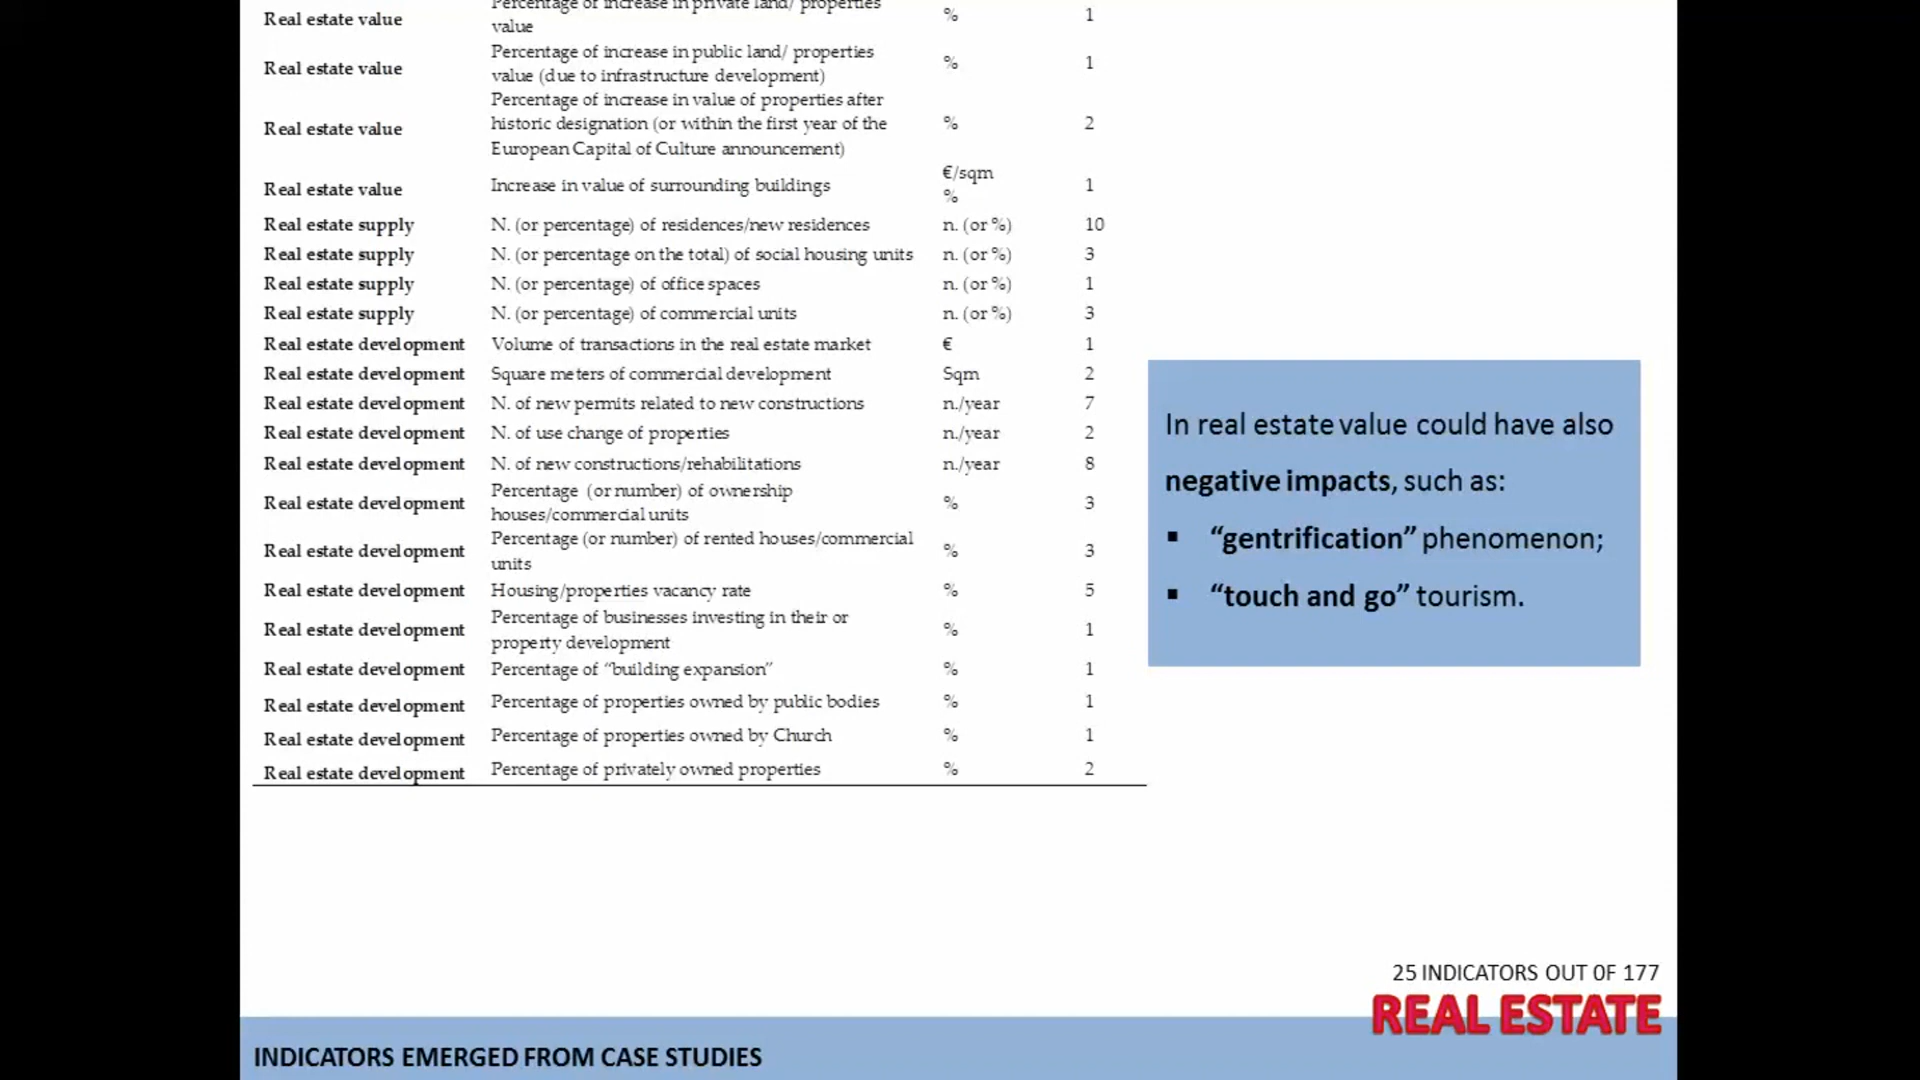 Percentage of increase in private land/ properties
Real estate value value % 1
Percentage of increase in public land/ properties
Real estate value value (due to infrastructure development) % 1
Percentage of increase in value of properties after
Real estate value historic designation (or within the first year of the % 2
European Capital of Culture announcement)
Real estate value Increase in value of surrounding buildings €/sqm 1
%
Real estate supply N. (or percentage) of residences/new residences n. (or %) 10
Real estate supply N. (or percentage on the total) of social housing units n. (or %) 3
Real estate supply N. (or percentage) of office spaces n. (or %) 1
Real estate supply N. (or percentage) of commercial units n. (or %) 3
Real estate development Volume of transactions in the real estate market € 1
Real estate development Square meters of commercial development Sqm 2
Real estate development N. of new permits related to new constructions n./year 7
Real estate development N. of use change of properties n./year 2
Real estate development N. of new constructions/rehabilitations n./year 8
Real estate development Percentage (or number) of ownership % 3
houses/commercial units
Real estate development Percentage (or number) of rented houses/commercial % 3
units
Real estate development Housing/properties vacancy rate % 5
Real estate development Percentage of businesses investing in their or % 1
property development
Real estate development Percentage of “building expansion” % 1
Real estate development Percentage of properties owned by public bodies % 1
Real estate development Percentage of properties owned by Church % 1
Real estate development Percentage of privately owned properties % 2
In real estate value could have also
negative impacts, such as:
▪ “gentrification” phenomenon;
▪ “touch and go” tourism.
25 INDICATORS OUT OF 177
REAL ESTATE
INDICATORS EMERGED FROM CASE STUDIES